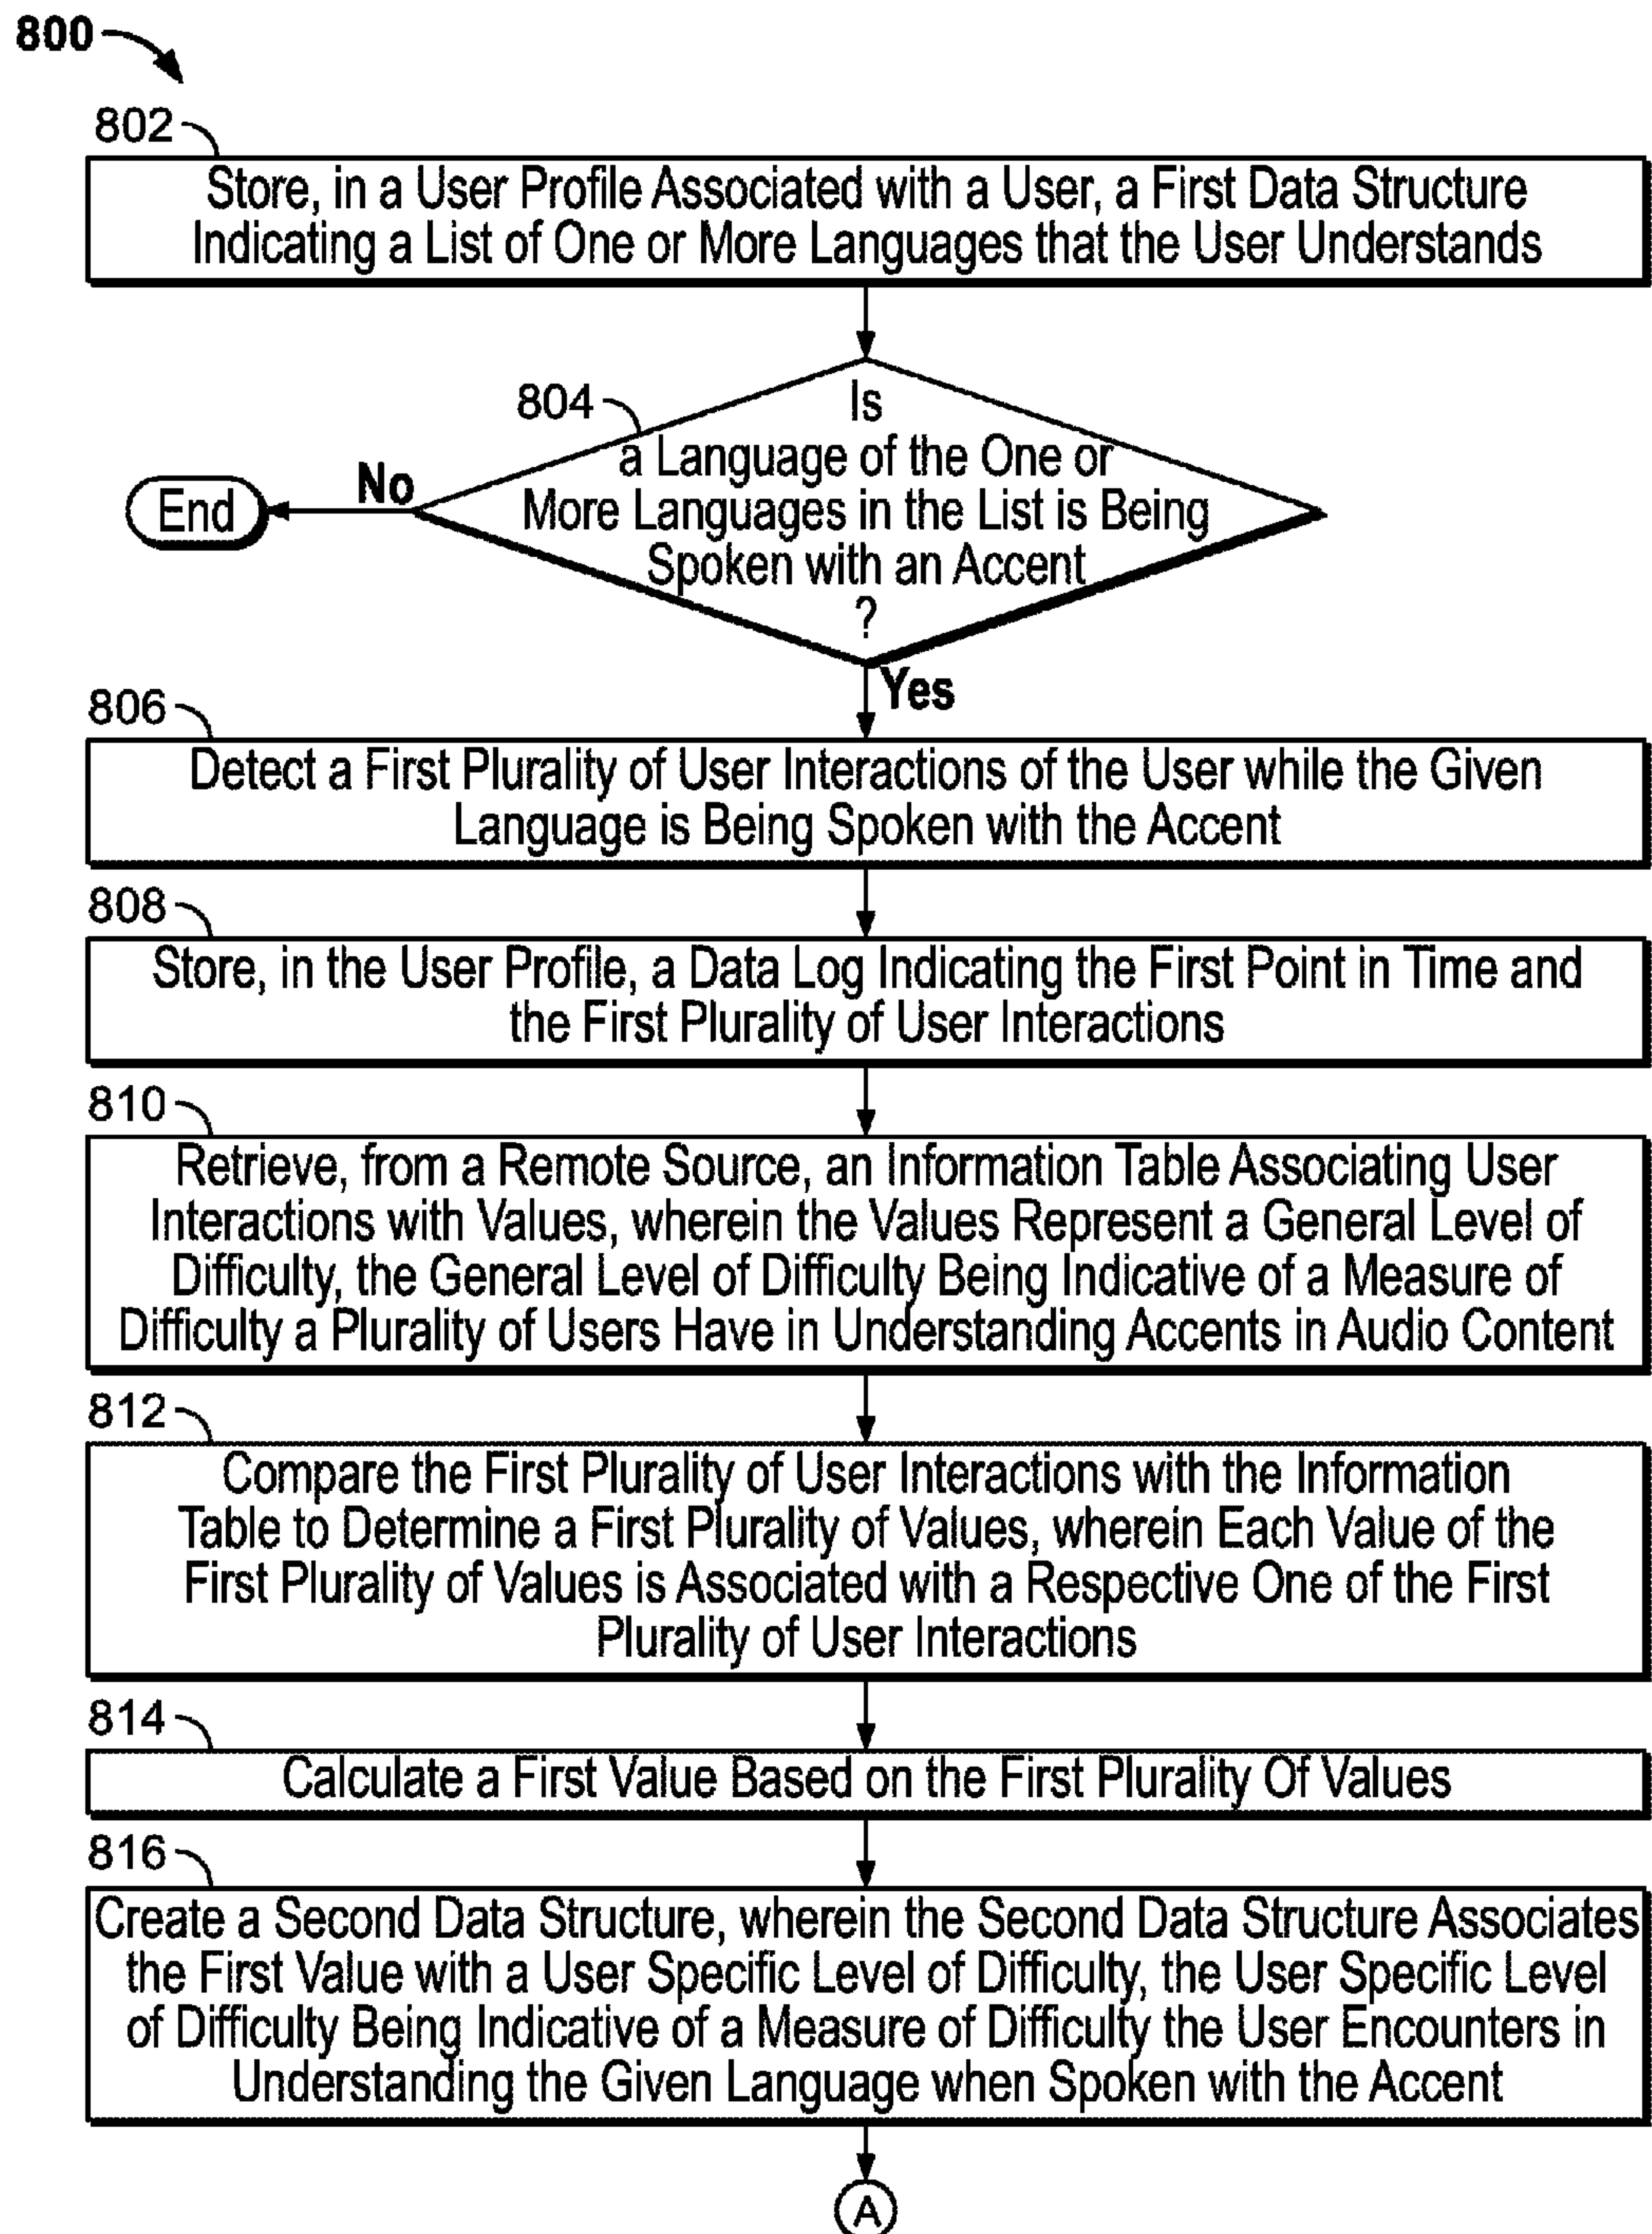 800
802
Store, in a User Profile Associated with a User, a First Data Structure
Indicating a List of One or More Languages that the User Understands
804
Is
a Language of the One or
More Languages in the List is Being
Spoken with an Accent
?
No
End
Yes
806
Detect a First Plurality of User Interactions of the User while the Given
Language is Being Spoken with the Accent
808
Store, in the User Profile, a Data Log Indicating the First Point in Time and
the First Plurality of User Interactions
810
Retrieve, from a Remote Source, an Information Table Associating User
Interactions with Values, wherein the Values Represent a General Level of
Difficulty, the General Level of Difficulty Being Indicative of a Measure of
Difficulty a Plurality of Users Have in Understanding Accents in Audio Content
812
Compare the First Plurality of User Interactions with the Information
Table to Determine a First Plurality of Values, wherein Each Value of the
First Plurality of Values is Associated with a Respective One of the First
Plurality of User Interactions
814
Calculate a First Value Based on the First Plurality Of Values
816
Create a Second Data Structure, wherein the Second Data Structure Associates
the First Value with a User Specific Level of Difficulty, the User Specific Level
of Difficulty Being Indicative of a Measure of Difficulty the User Encounters in
Understanding the Given Language when Spoken with the Accent
A